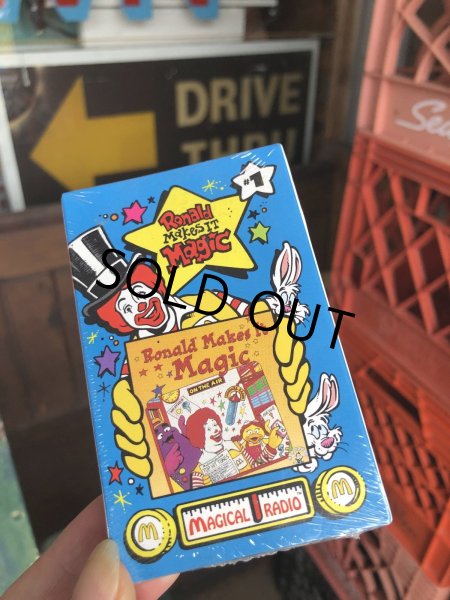 DRIVE
THRU
#1
Ronald
MAKES IT
Magic
SOLD OUT
Ronald Makes It
Magic
ON THE AIR
MAGICAL RADIO